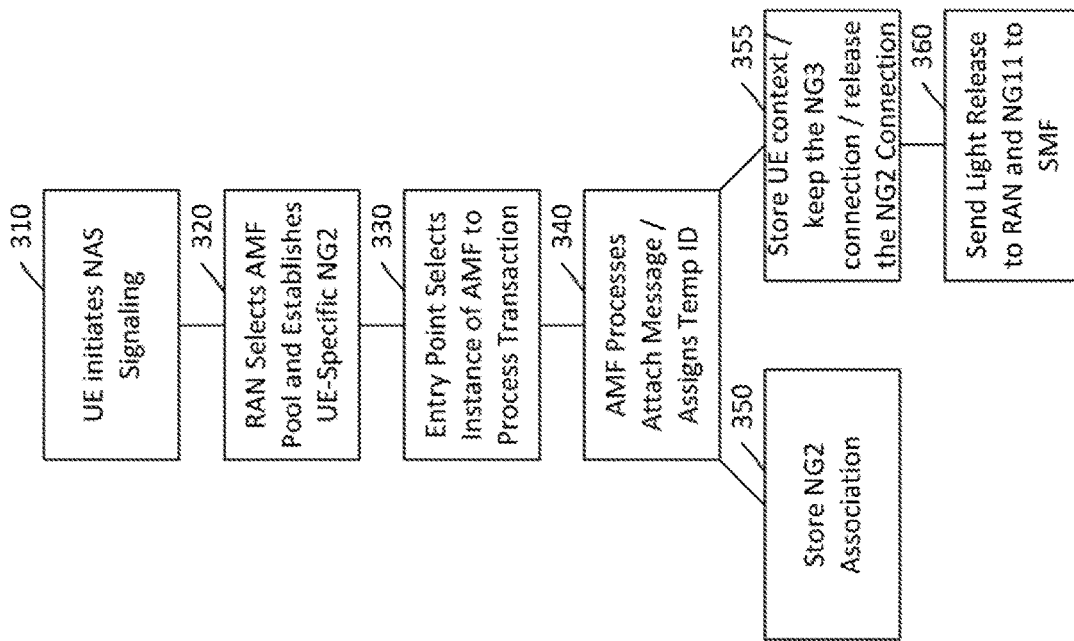 310
UE initiates NAS
Signaling
320
RAN Selects AMF
Pool and Establishes
UE-Specific NG2
330
Entry Point Selects
Instance of AMF to
Process Transaction
340
AMF Processes
Attach Message /
Assigns Temp ID
350
Store NG2
Association
355
Store UE context /
keep the NG3
connection / release
the NG2 Connection
360
Send Light Release
to RAN and NG11 to
SMF